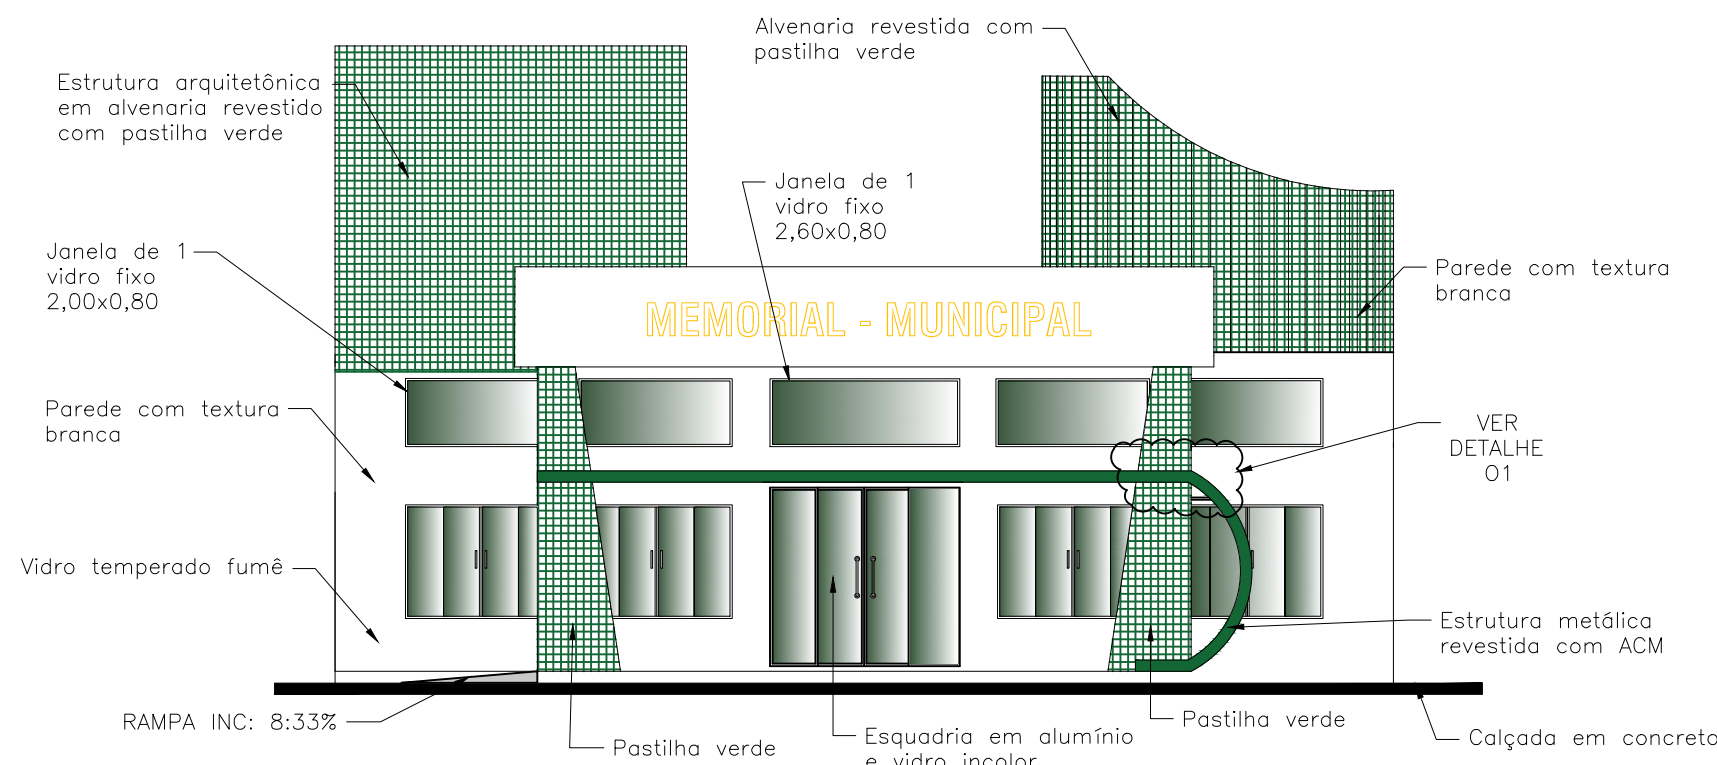 Alvenaria revestida com
pastilha verde
Estrutura arquitetônica
em alvenaria revestido
com pastilha verde
Janela de 1
vidro fixo
2,60x0,80
Janela de 1
vidro fixo
2,00x0,80
Parede com textura
branca
MEMORIAL - MUNICIPAL
Parede com textura
branca
VER
DETALHE
01
Vidro temperado fumê
Estrutura metálica
revestida com ACM
RAMPA INC: 8:33%
Pastilha verde
Esquadria em alumínio
e vidro incolor
Pastilha verde
Calçada em concreto